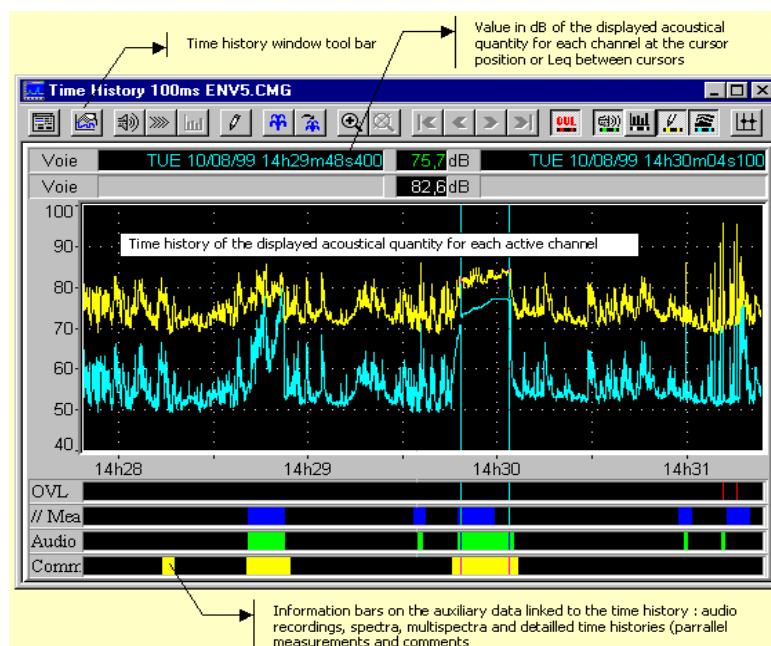 Time history window tool bar
Value in dB of the displayed acoustical
quantity for each channel at the cursor
position or Leq between cursors
Time History 100ms ENV5.CMG
OVL
Voie TUE 10/08/99 14h29m48s400 75,7 dB TUE 10/08/99 14h30m04s100
Voie 82,6 dB
100
Time history of the displayed acoustical quantity for each active channel
90
80
70
60
50
40
14h28 14h29 14h30 14h31
OVL
// Mea
Audio
Comm
Information bars on the auxiliary data linked to the time history : audio
recordings, spectra, multispectra and detailled time histories (parrallel
measurements and comments